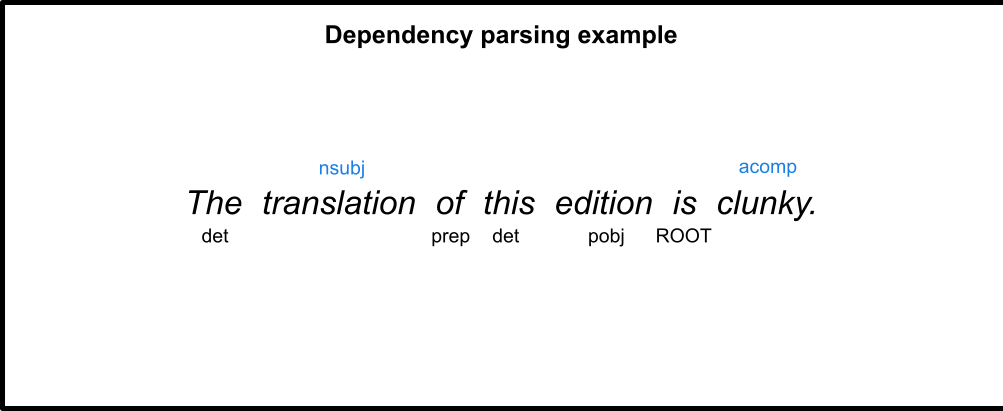 Dependency parsing example
nsubj acomp
The translation of this edition is clunky.
det prep det pobj ROOT